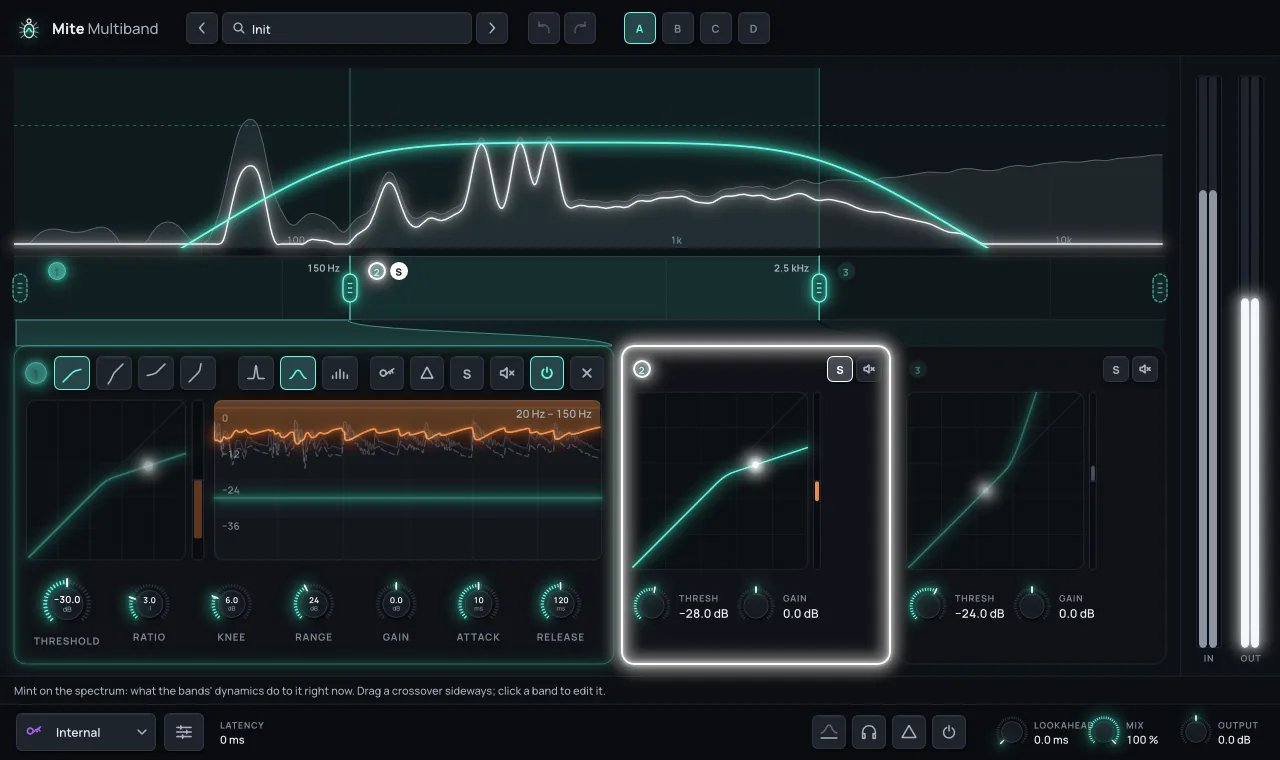 Mite Multiband
Init
A B C D
100 1k 10k
1 150 Hz 2 S 2.5 kHz 3
1 S
20 Hz – 150 Hz
0
−12
−24
−36
−30.0 dB
3.0 :1
6.0 dB
24 dB
0.0 dB
10 ms
120 ms
THRESHOLD RATIO KNEE RANGE GAIN ATTACK RELEASE
2 S
THRESH GAIN
−28.0 dB 0.0 dB
3 S
THRESH GAIN
−24.0 dB 0.0 dB
IN OUT
Mint on the spectrum: what the bands' dynamics do to it right now. Drag a crossover sideways; click a band to edit it.
Internal
LATENCY
0 ms
LOOKAHEAD
0.0 ms
MIX
100 %
OUTPUT
0.0 dB